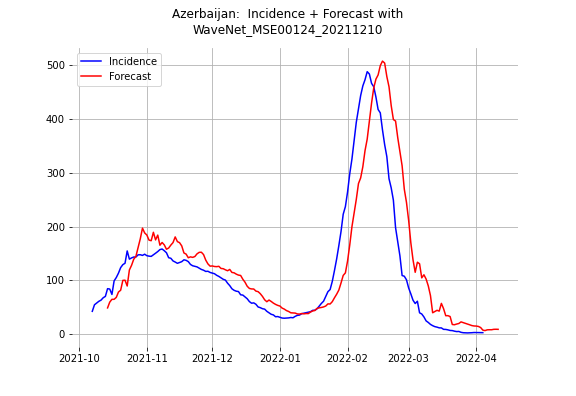 Azerbaijan:  Incidence + Forecast with
WaveNet_MSE00124_20211210
Incidence
Forecast
500
400
300
200
100
0
2021-10 2021-11 2021-12 2022-01 2022-02 2022-03 2022-04